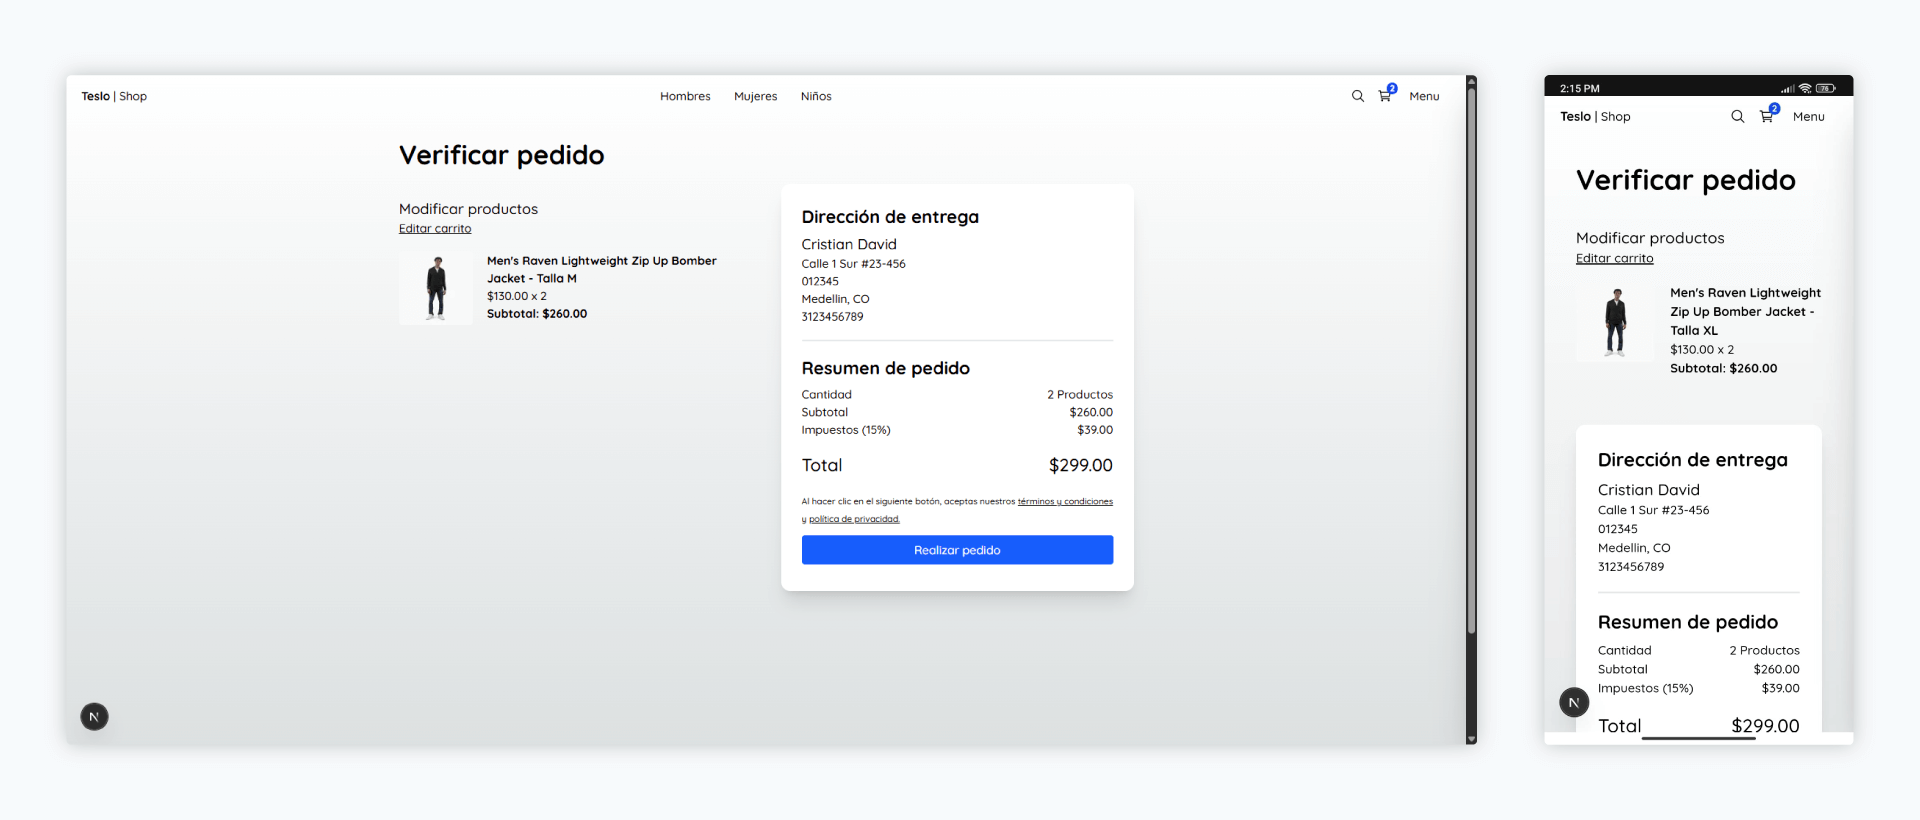 Teslo | Shop
Hombres Mujeres Niños
2
Menu
Verificar pedido
Modificar productos
Editar carrito
Men's Raven Lightweight Zip Up Bomber
Jacket - Talla M
$130.00 x 2
Subtotal: $260.00
Dirección de entrega
Cristian David
Calle 1 Sur #23-456
012345
Medellin, CO
3123456789
Resumen de pedido
Cantidad 2 Productos
Subtotal $260.00
Impuestos (15%) $39.00
Total $299.00
Al hacer clic en el siguiente botón, aceptas nuestros términos y condiciones
y política de privacidad.
Realizar pedido
N
2:15 PM
78
Teslo | Shop
2
Menu
Verificar pedido
Modificar productos
Editar carrito
Men's Raven Lightweight
Zip Up Bomber Jacket -
Talla XL
$130.00 x 2
Subtotal: $260.00
Dirección de entrega
Cristian David
Calle 1 Sur #23-456
012345
Medellin, CO
3123456789
Resumen de pedido
Cantidad 2 Productos
Subtotal $260.00
Impuestos (15%) $39.00
N
Total $299.00